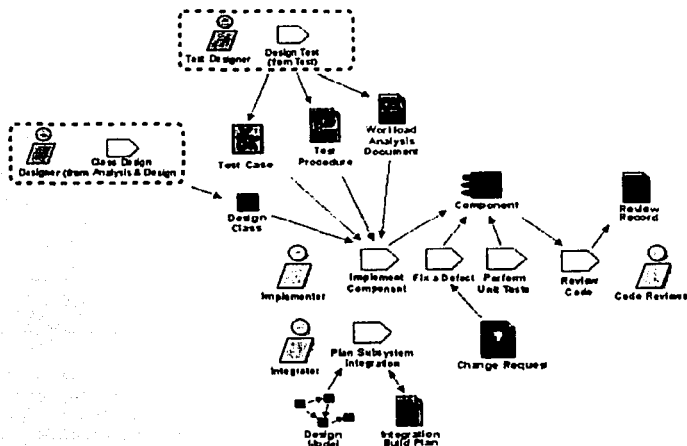 Test Designer
Design Test
(from Test)
Test Case
Test
Procedure
Workload
Analysis
Document
Class Design
Designer (from Analysis & Design)
Design
Class
Component
Review
Record
Implementer
Implement
Component
Fix a Defect
Perform
Unit Tests
Review
Code
Code Reviewe
Integrator
Plan Subsystem
Integration
?
Change Request
Design
Model
Integration
Build Plan